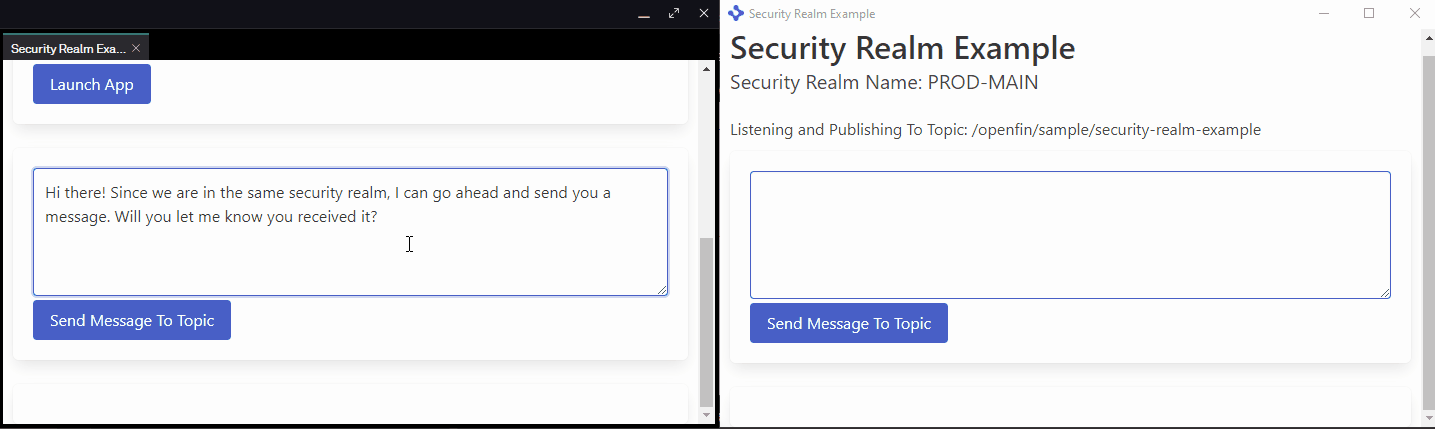 Security Realm Exa...
Launch App
Hi there! Since we are in the same security realm, I can go ahead and send you a
message. Will you let me know you received it?
Send Message To Topic
Security Realm Example
Security Realm Example
Security Realm Name: PROD-MAIN
Listening and Publishing To Topic: /openfin/sample/security-realm-example
Send Message To Topic